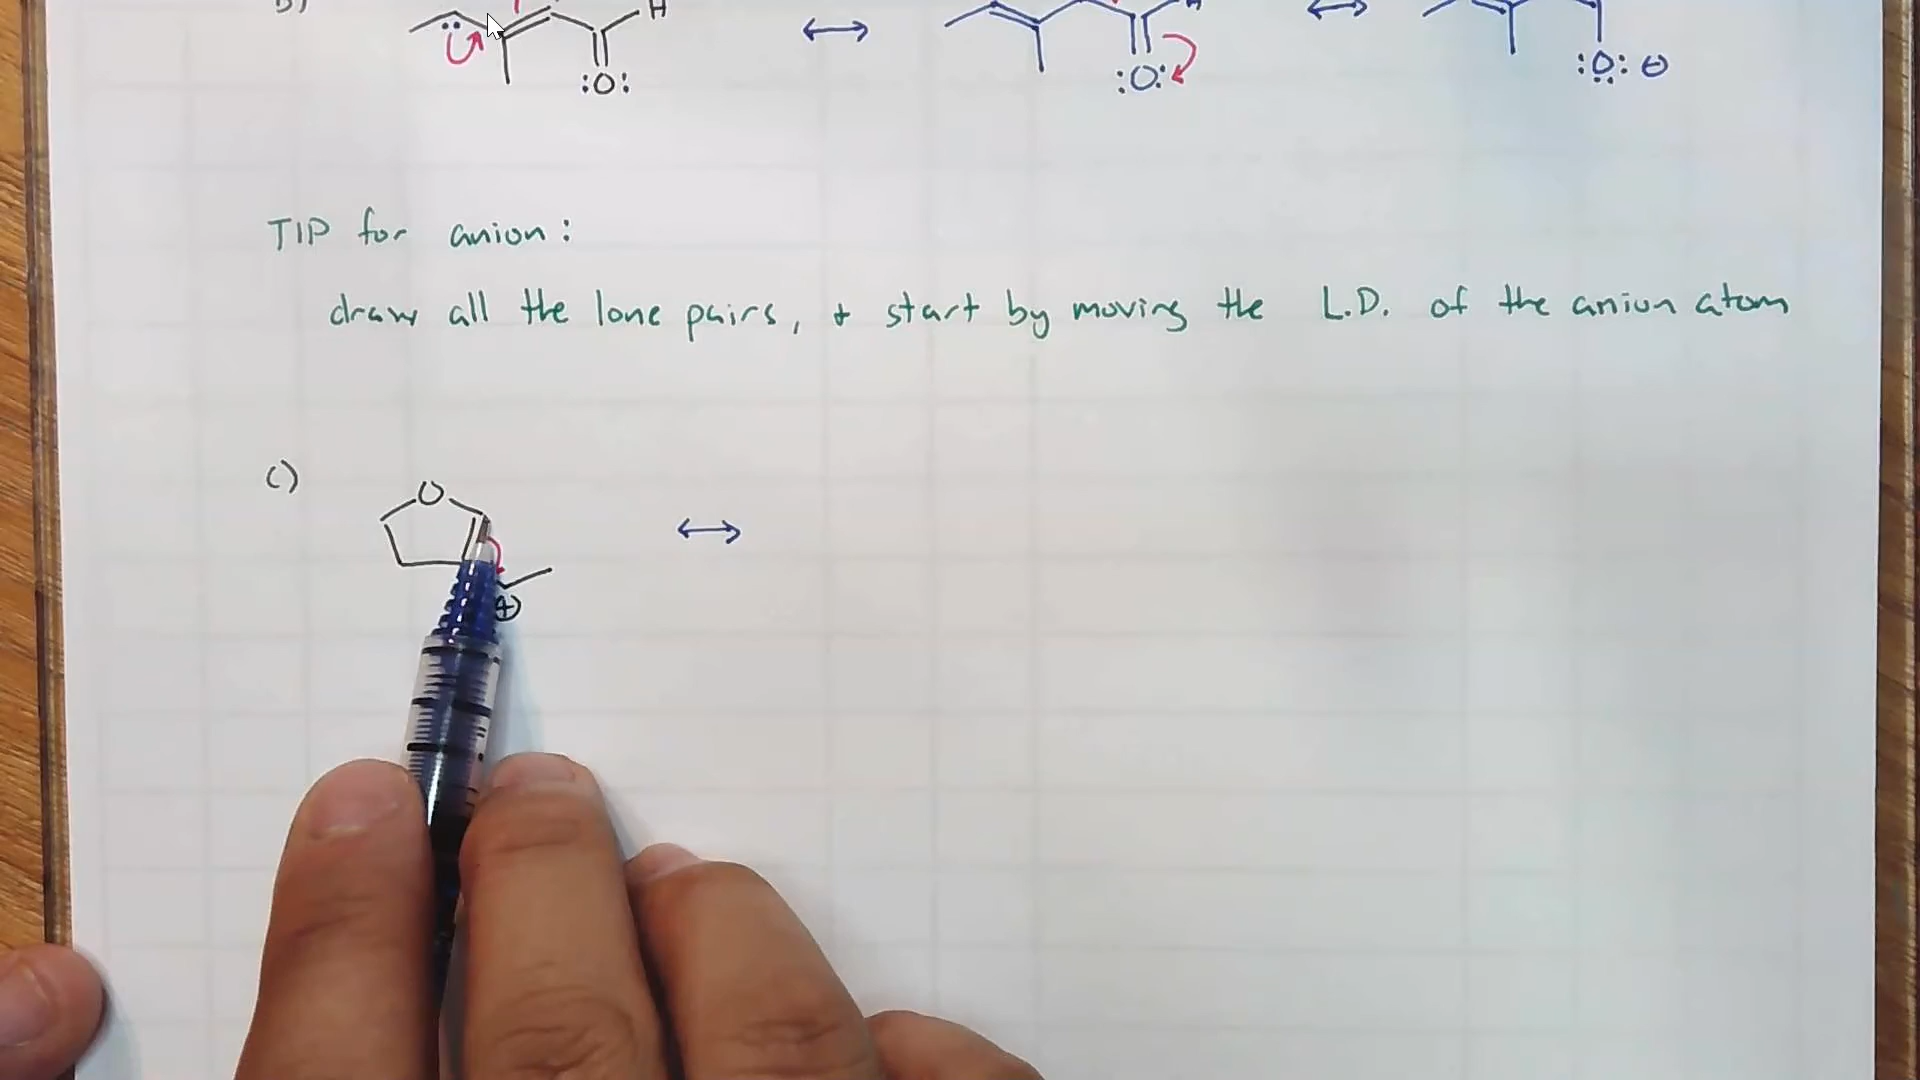 b)
H
:O:
H
:O:
:O: ⊖
TIP for anion:
draw all the lone pairs, + start by moving the L.D. of the anion atom
c)
O
⊕